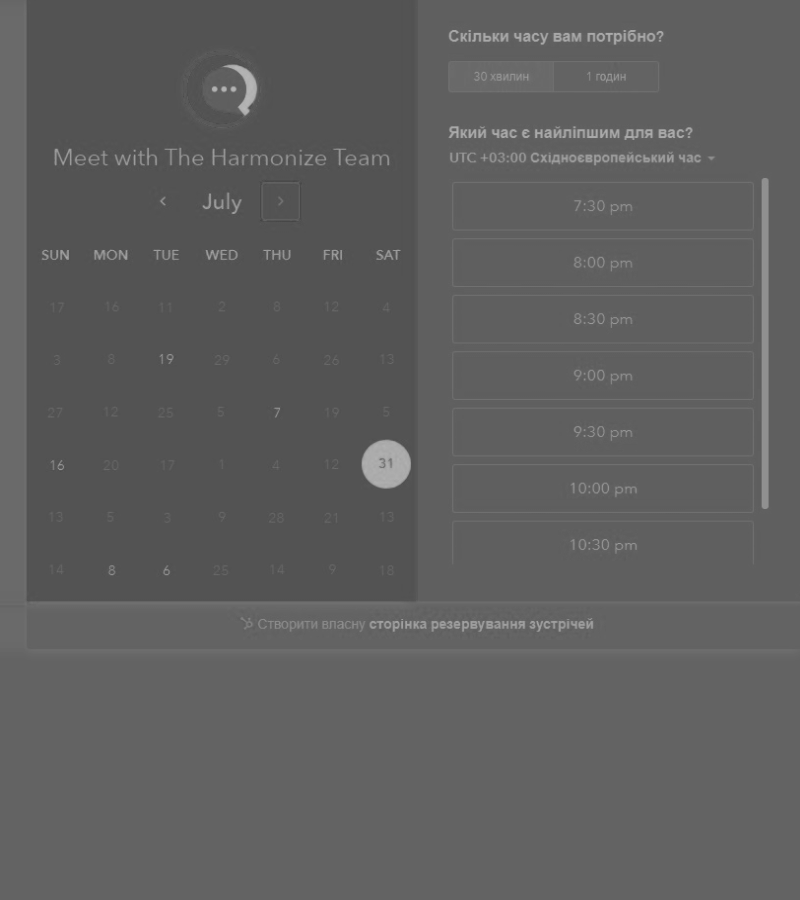 Meet with The Harmonize Team
July
SUN MON TUE WED THU FRI SAT
17 16 11 2 8 12 4
3 8 19 29 6 26 13
27 12 25 5 7 19 5
16 20 17 1 4 12 31
13 5 3 9 28 21 13
14 8 6 25 14 9 18
Скільки часу вам потрібно?
30 хвилин 1 годин
Який час є найліпшим для вас?
UTC +03:00 Східноєвропейський час
7:30 pm
8:00 pm
8:30 pm
9:00 pm
9:30 pm
10:00 pm
10:30 pm
Створити власну сторінка резервування зустрічей